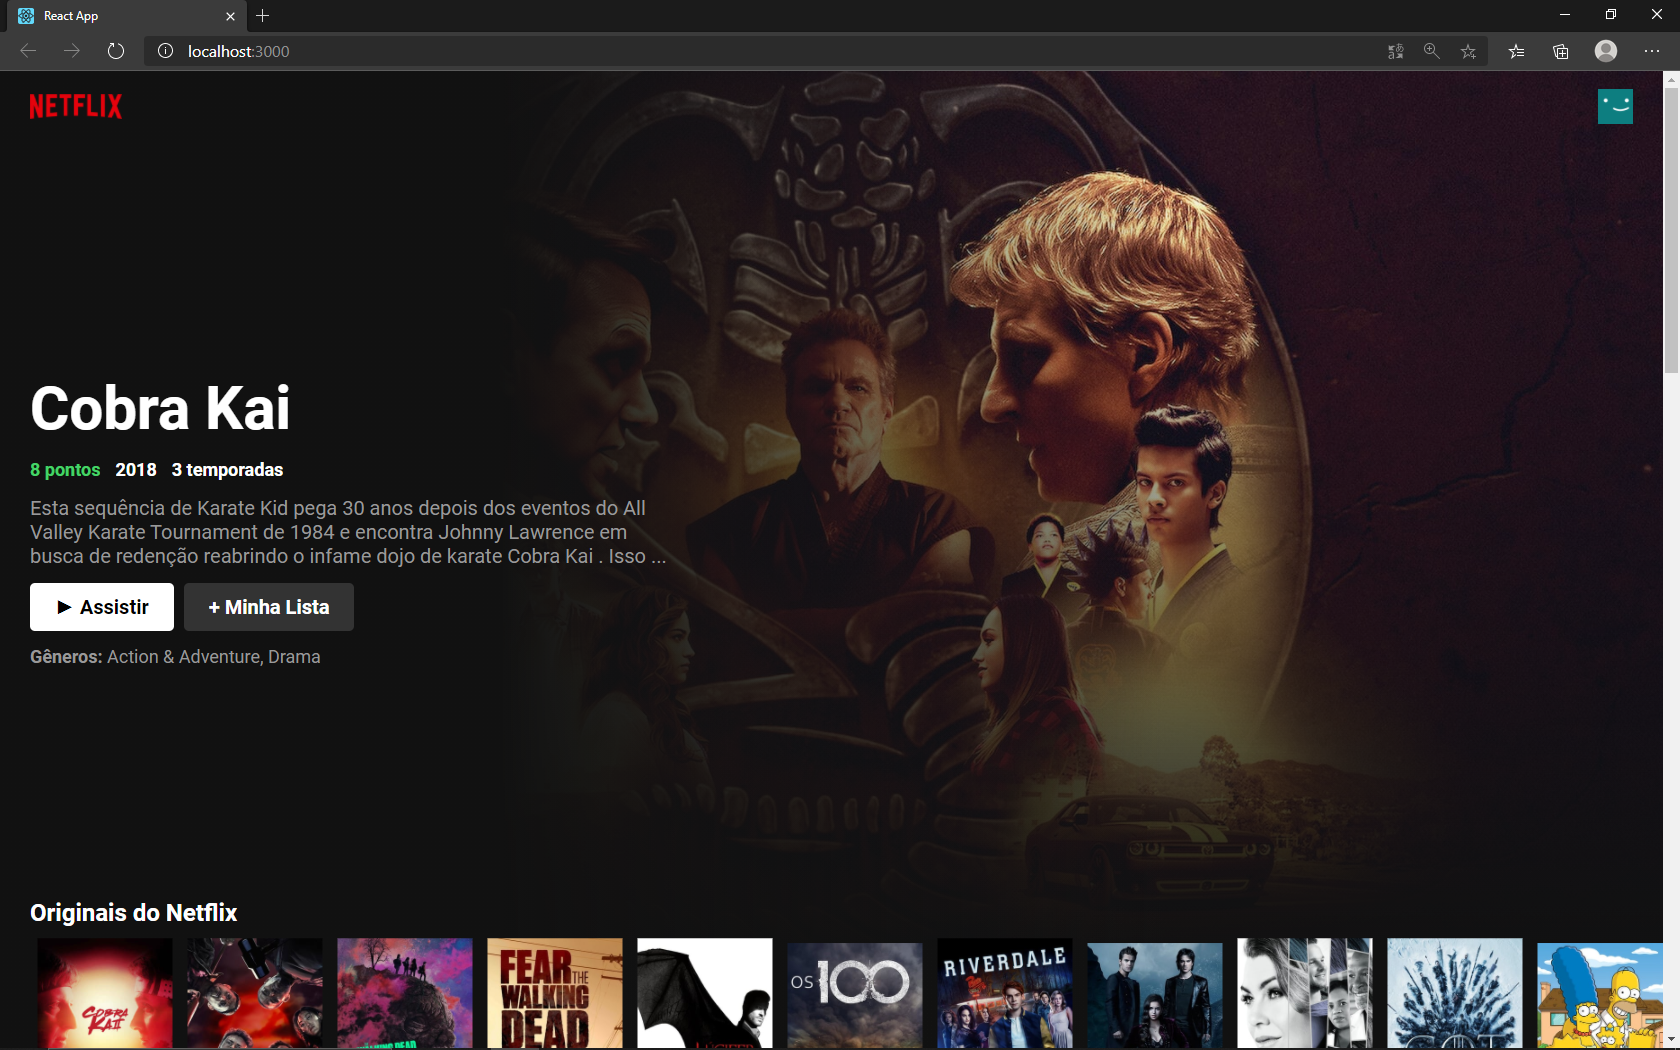 React App
localhost:3000
NETFLIX
Cobra Kai
8 pontos 2018 3 temporadas
Esta sequência de Karate Kid pega 30 anos depois dos eventos do All
Valley Karate Tournament de 1984 e encontra Johnny Lawrence em
busca de redenção reabrindo o infame dojo de karate Cobra Kai . Isso ...
► Assistir
+ Minha Lista
Gêneros: Action & Adventure, Drama
Originais do Netflix
COBRA
KAI
WALKING DEAD
FEAR THE
WALKING
DEAD
LUCIFER
OS 100
RIVERDALE